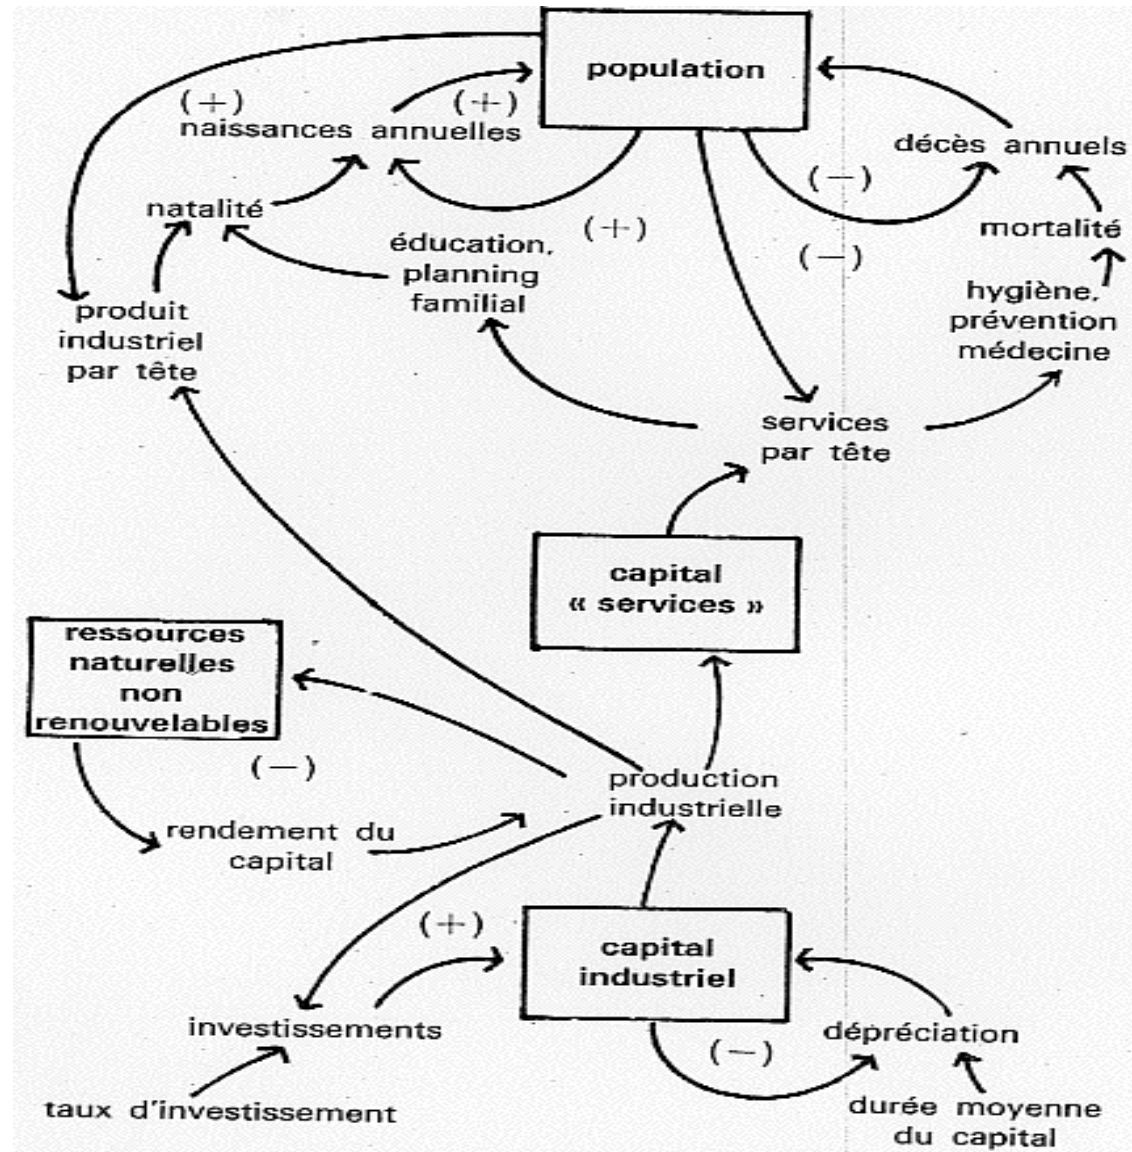 population
(+)
(+)
naissances annuelles
décès annuels
(−)
natalité
(+)
mortalité
éducation,
planning
familial
(−)
hygiène,
prévention
médecine
produit
industriel
par tête
services
par tête
capital
« services »
ressources
naturelles
non
renouvelables
(−)
production
industrielle
rendement du
capital
(+)
capital
industriel
investissements
(−)
dépréciation
taux d'investissement
durée moyenne
du capital